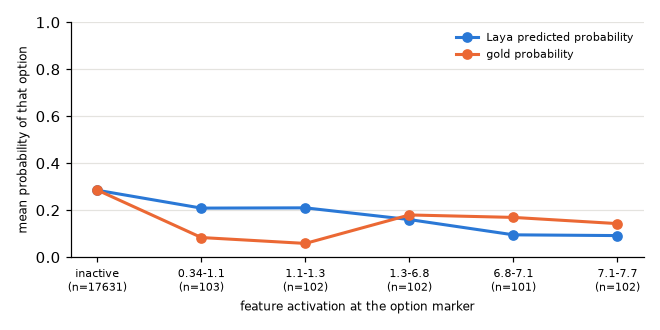 1.0
0.8
0.6
0.4
0.2
0.0
mean probability of that option
Laya predicted probability
gold probability
inactive
(n=17631)
0.34-1.1
(n=103)
1.1-1.3
(n=102)
1.3-6.8
(n=102)
6.8-7.1
(n=101)
7.1-7.7
(n=102)
feature activation at the option marker